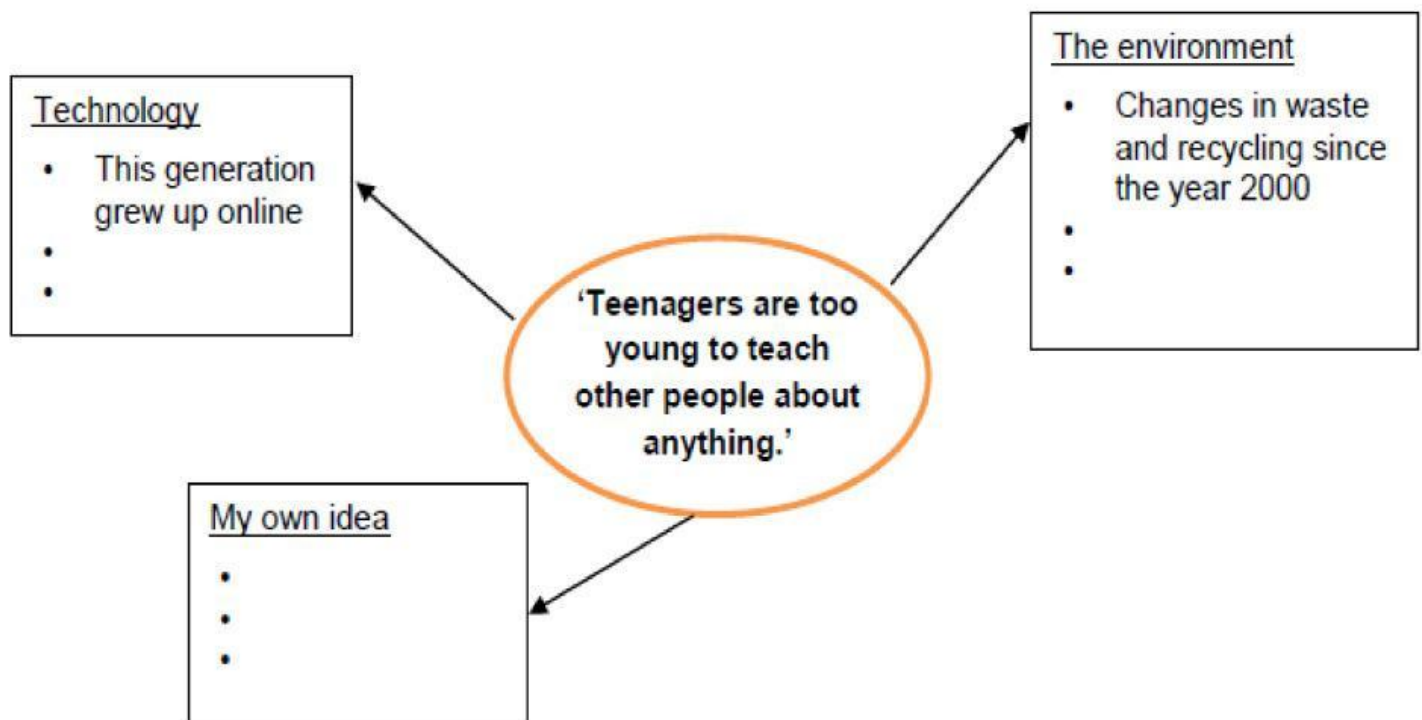 Technology
• This generation
grew up online
•
•
The environment
• Changes in waste
and recycling since
the year 2000
•
•
‘Teenagers are too
young to teach
other people about
anything.’
My own idea
•
•
•